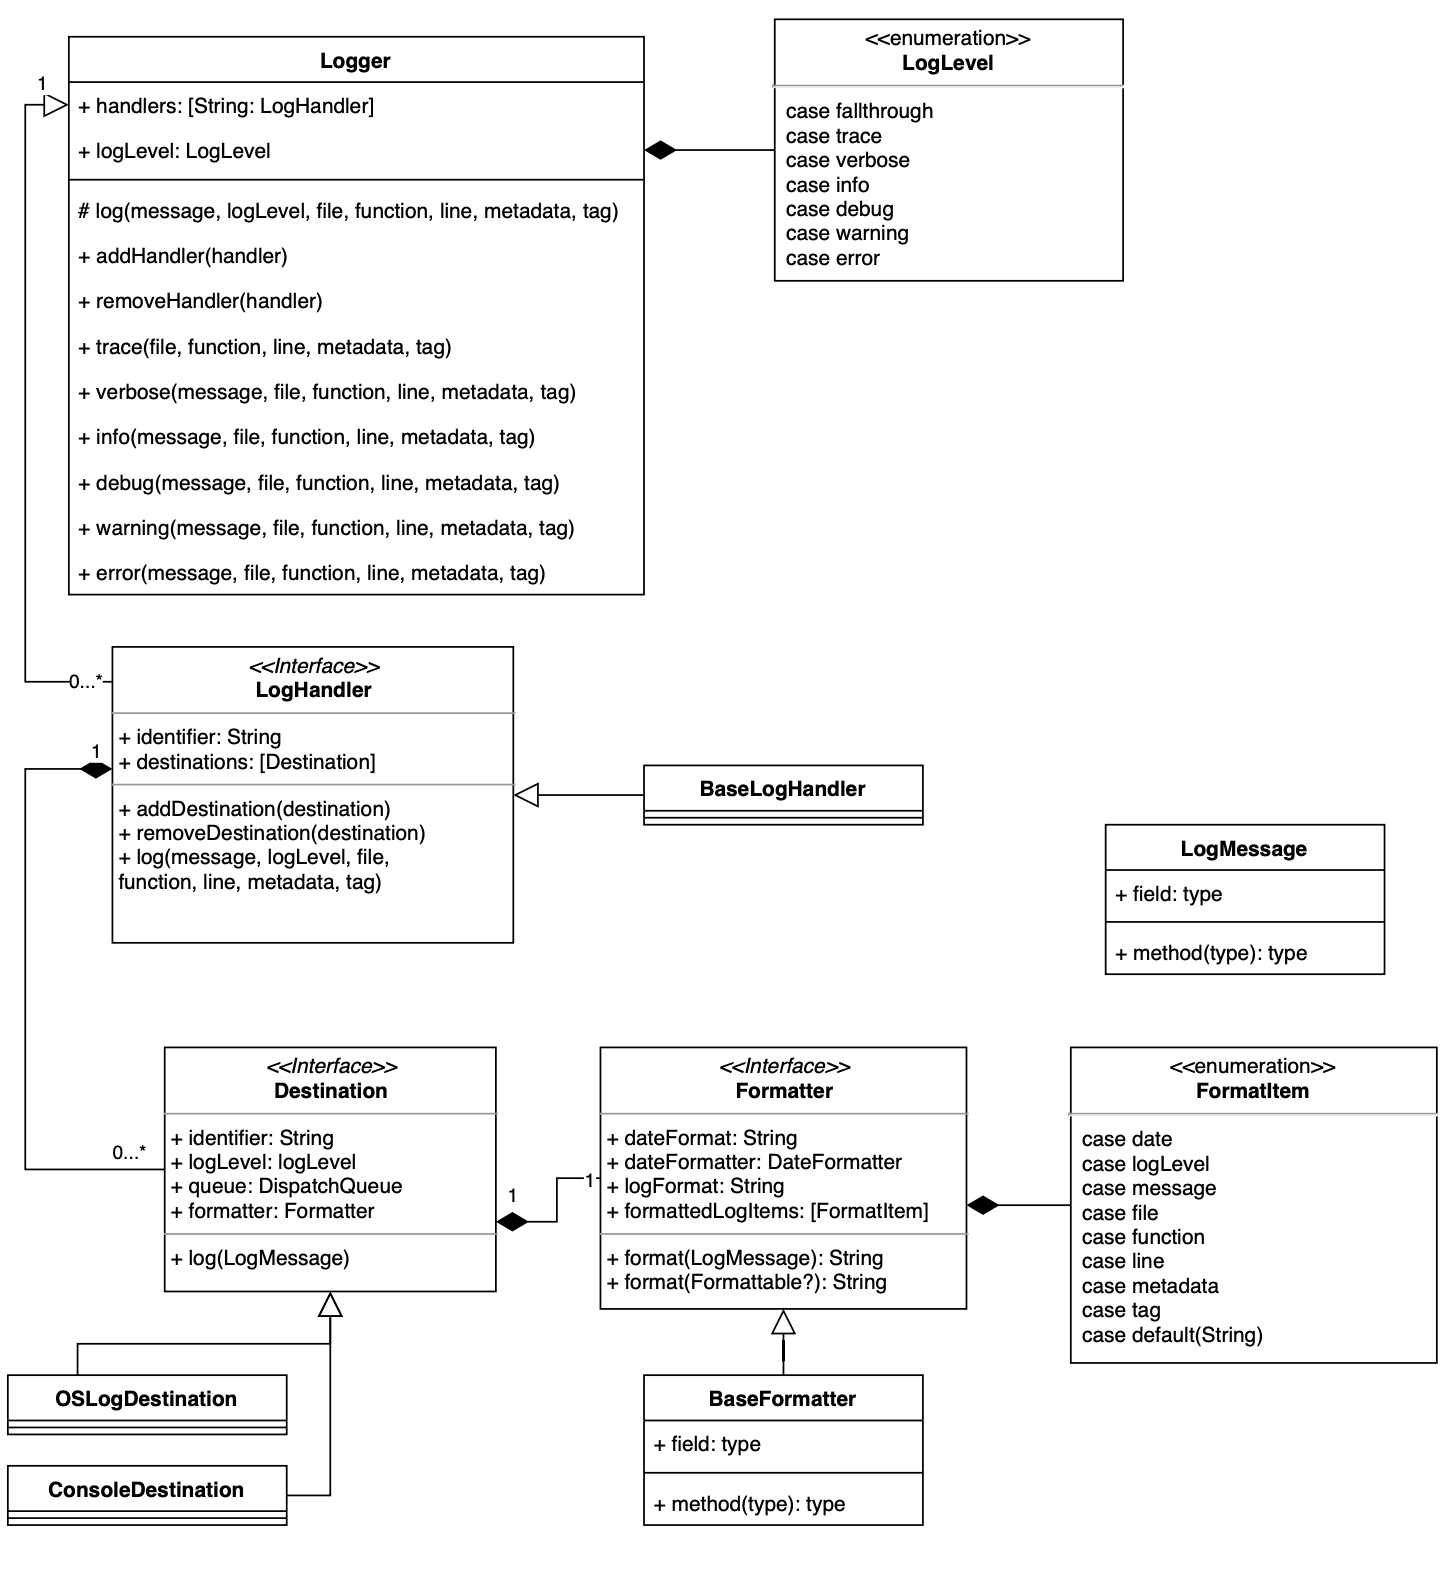 Logger
1
+ handlers: [String: LogHandler]
+ logLevel: LogLevel
# log(message, logLevel, file, function, line, metadata, tag)
+ addHandler(handler)
+ removeHandler(handler)
+ trace(file, function, line, metadata, tag)
+ verbose(message, file, function, line, metadata, tag)
+ info(message, file, function, line, metadata, tag)
+ debug(message, file, function, line, metadata, tag)
+ warning(message, file, function, line, metadata, tag)
+ error(message, file, function, line, metadata, tag)
<<enumeration>>
LogLevel
case fallthrough
case trace
case verbose
case info
case debug
case warning
case error
0...*
<<Interface>>
LogHandler
1
+ identifier: String
+ destinations: [Destination]
+ addDestination(destination)
+ removeDestination(destination)
+ log(message, logLevel, file,
function, line, metadata, tag)
BaseLogHandler
LogMessage
+ field: type
+ method(type): type
0...*
<<Interface>>
Destination
+ identifier: String
+ logLevel: logLevel
+ queue: DispatchQueue
+ formatter: Formatter
+ log(LogMessage)
1
1
<<Interface>>
Formatter
+ dateFormat: String
+ dateFormatter: DateFormatter
+ logFormat: String
+ formattedLogItems: [FormatItem]
+ format(LogMessage): String
+ format(Formattable?): String
<<enumeration>>
FormatItem
case date
case logLevel
case message
case file
case function
case line
case metadata
case tag
case default(String)
OSLogDestination
ConsoleDestination
BaseFormatter
+ field: type
+ method(type): type